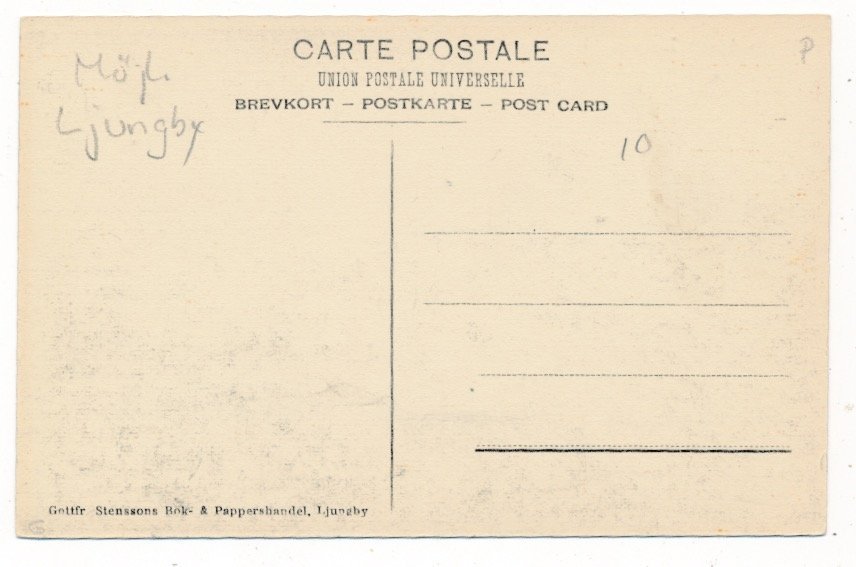 CARTE POSTALE
UNION POSTALE UNIVERSELLE
BREVKORT – POSTKARTE – POST CARD
Möjl.
Ljungby
P
10
Gottfr Stenssons Bok- & Pappershandel, Ljungby